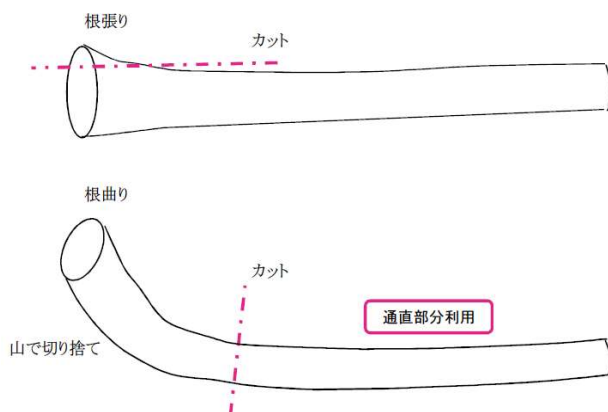 根張り
カット
根曲り
カット
通直部分利用
山で切り捨て